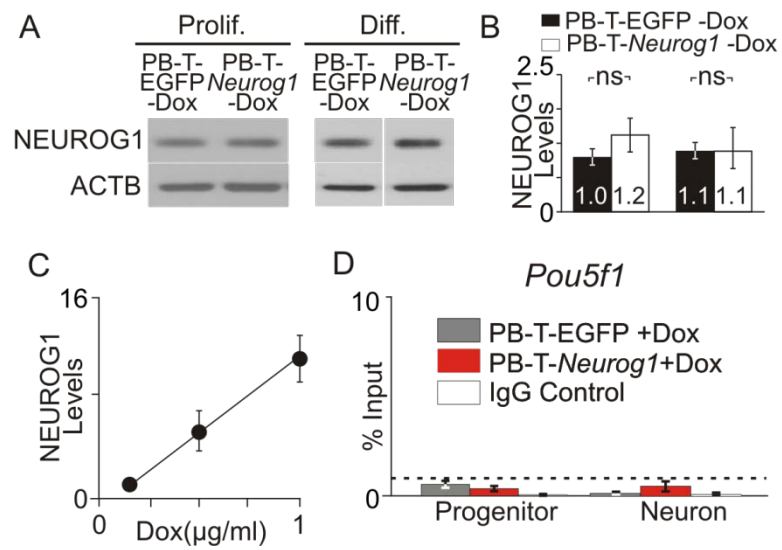 A
Prolif.
Diff.
PB-T-EGFP -Dox
PB-T-Neurog1 -Dox
PB-T-EGFP -Dox
PB-T-Neurog1 -Dox
NEUROG1
ACTB
B
PB-T-EGFP -Dox
PB-T-Neurog1 -Dox
NEUROG1 Levels
2.5
0
ns
ns
1.0
1.2
1.1
1.1
C
NEUROG1 Levels
16
0
0
1
Dox(µg/ml)
D
Pou5f1
% Input
10
0
PB-T-EGFP +Dox
PB-T-Neurog1+Dox
IgG Control
Progenitor
Neuron